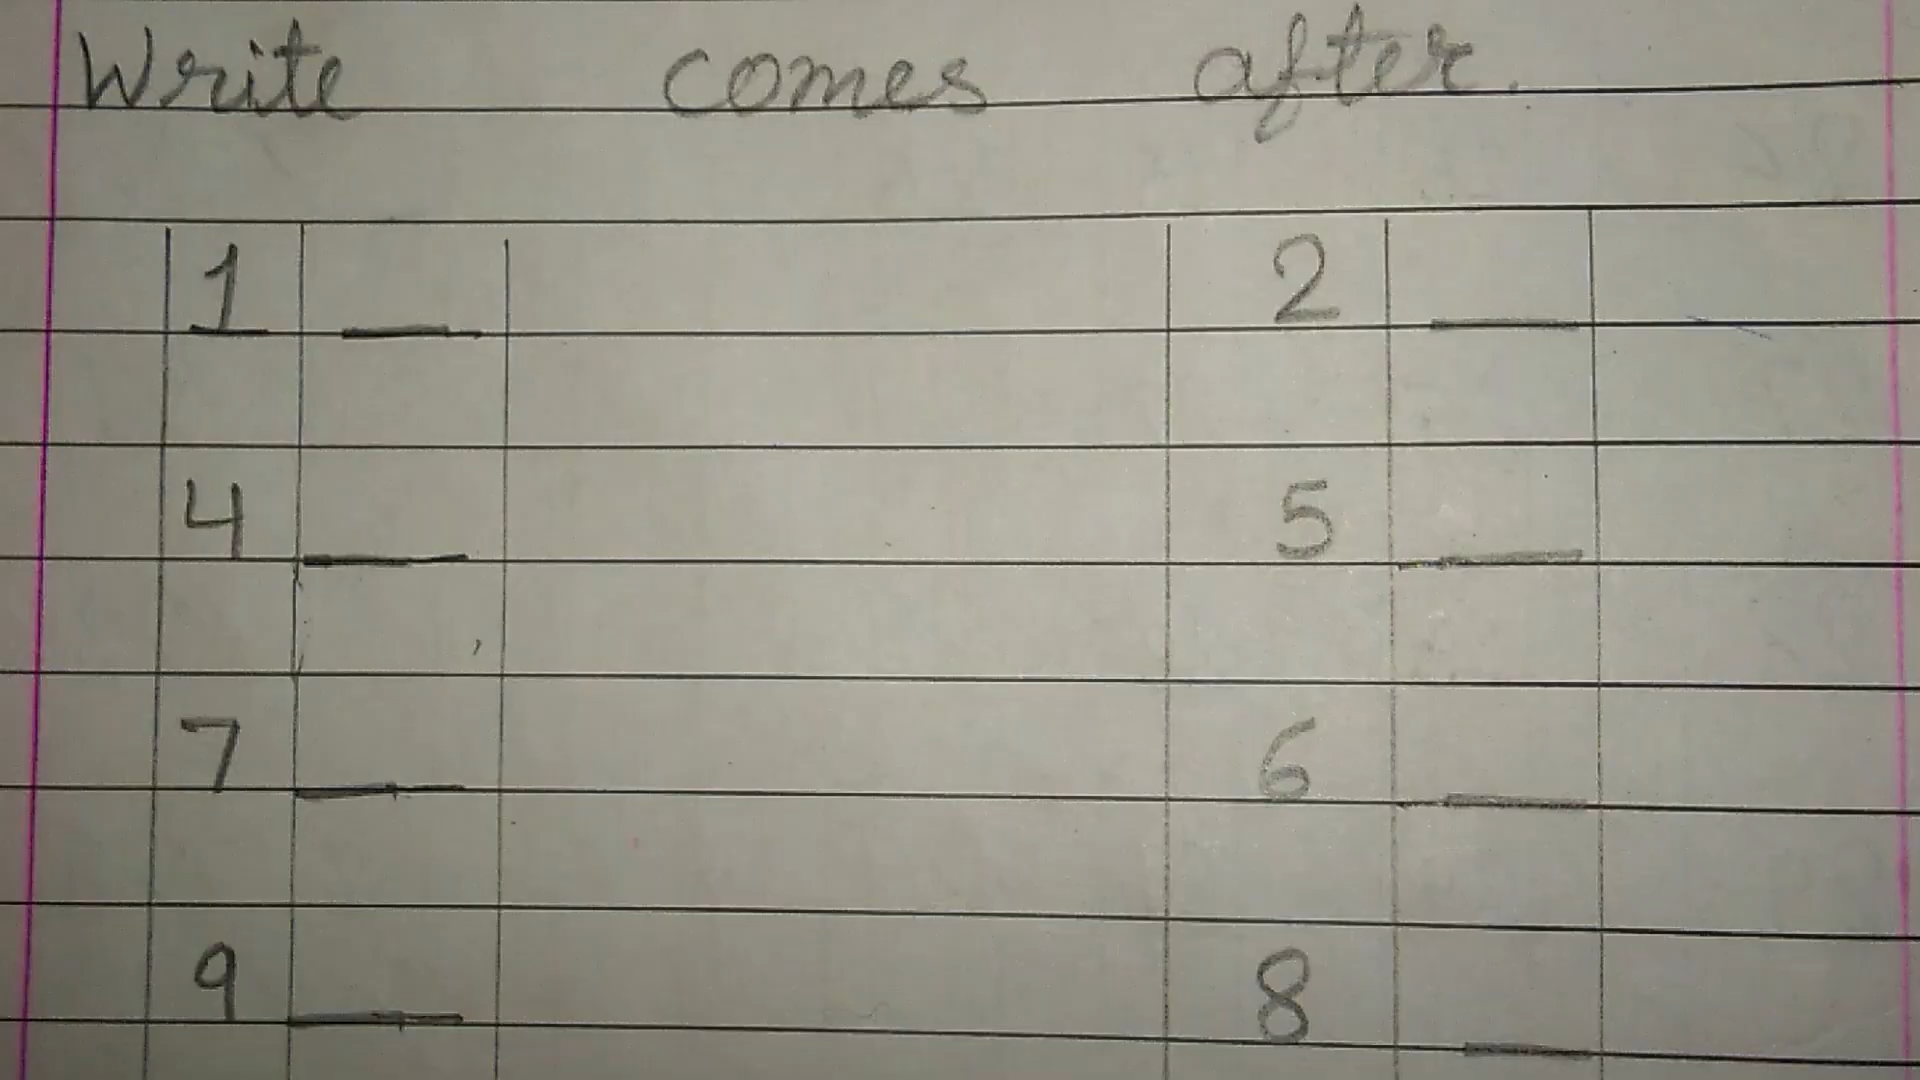 Write comes after.
1 __ 2 __
4 __ 5 __
7 __ 6 __
9 __ 8 __